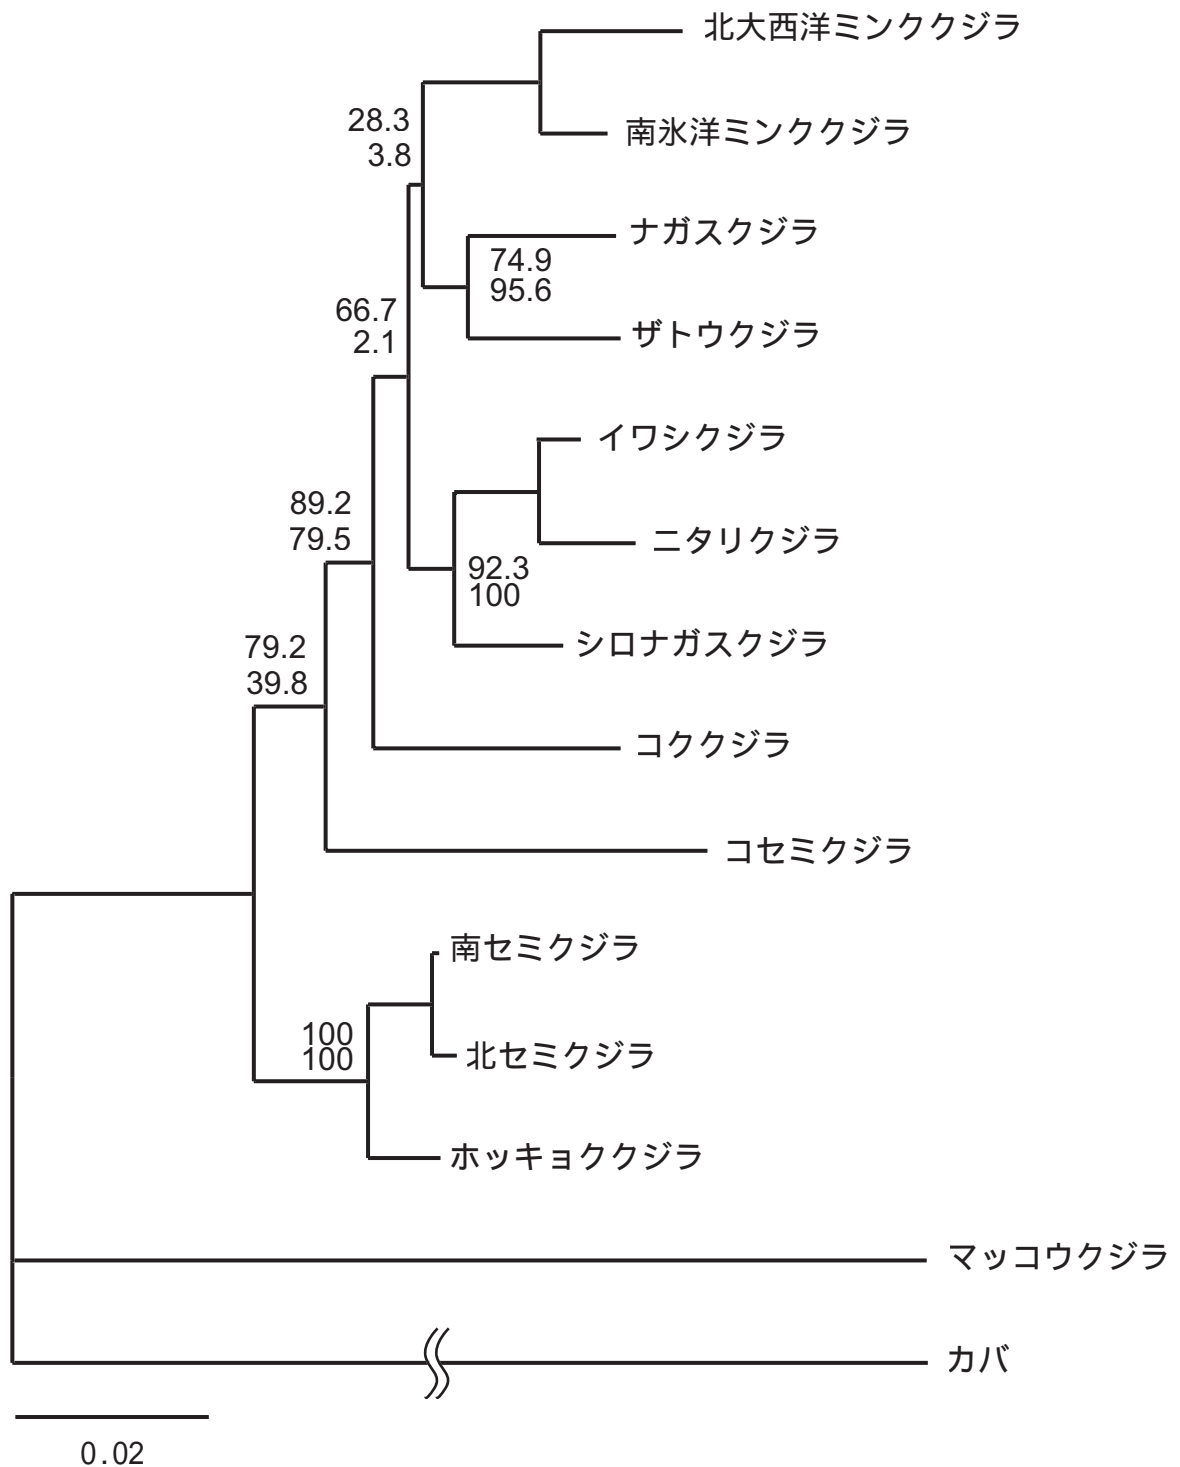 北大西洋ミンククジラ
28.3
3.8
南氷洋ミンククジラ
ナガスクジラ
74.9
95.6
66.7
2.1
ザトウクジラ
イワシクジラ
89.2
79.5
ニタリクジラ
92.3
100
シロナガスクジラ
79.2
39.8
コククジラ
コセミクジラ
南セミクジラ
100
100
北セミクジラ
ホッキョククジラ
マッコウクジラ
カバ
0.02